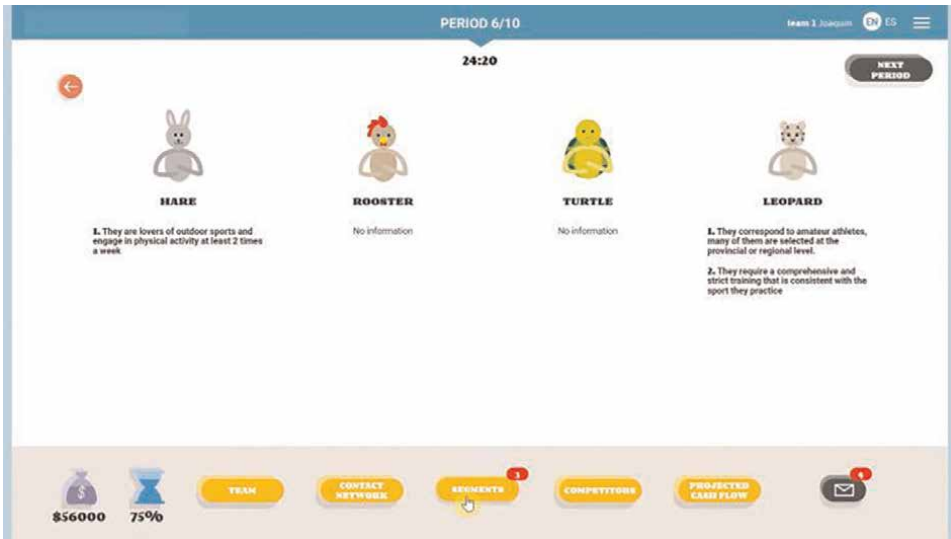 PERIOD 6/10
team 1 Joaquin
EN ES
24:20
NEXT
PERIOD
HARE
1. They are lovers of outdoor sports and
engage in physical activity at least 2 times
a week
ROOSTER
No information
TURTLE
No information
LEOPARD
1. They correspond to amateur athletes,
many of them are selected at the
provincial or regional level.
2. They require a comprehensive and
strict training that is consistent with the
sport they practice
$
$56000
75%
TEAM
CONTACT
NETWORK
SEGMENTS
3
COMPETITORS
PROJECTED
CASH FLOW